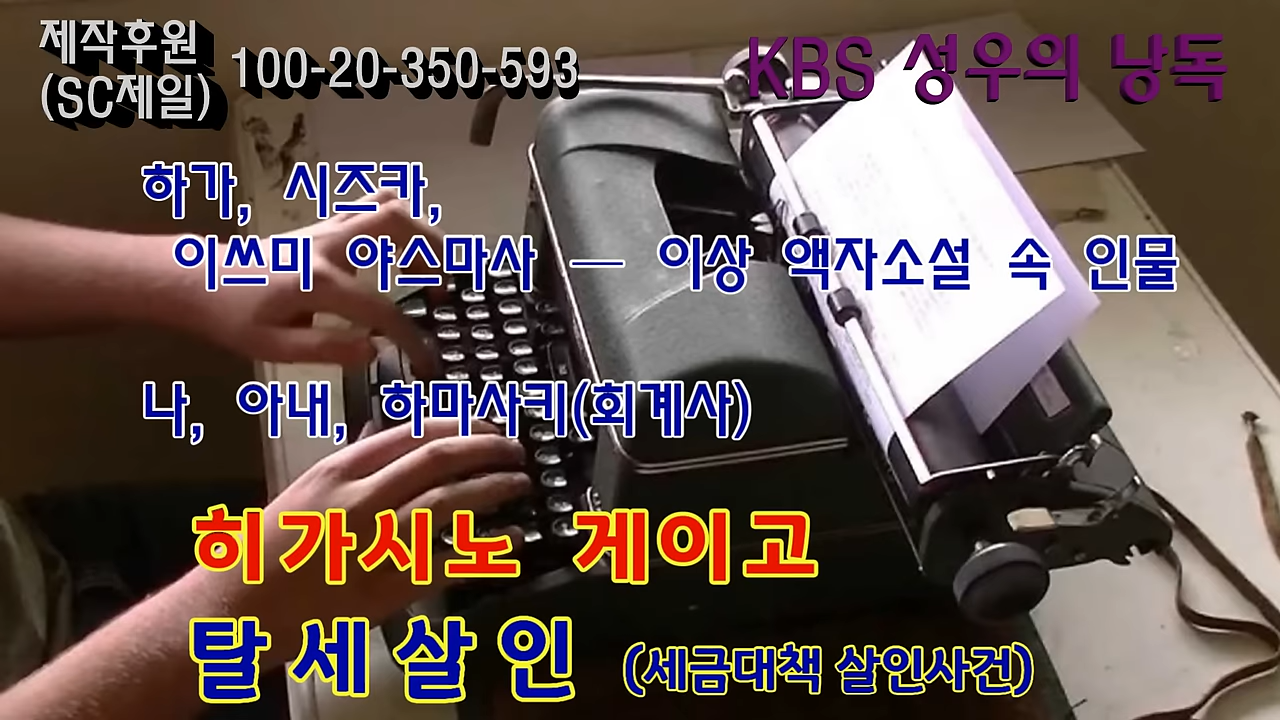 제작후원
(SC제일) 100-20-350-593
KBS 성우의 낭독
하가, 시즈카,
이쓰미 야스마사 — 이상 액자소설 속 인물
나, 아내, 하마사키(회계사)
히가시노 게이고
탈세살인 (세금대책 살인사건)